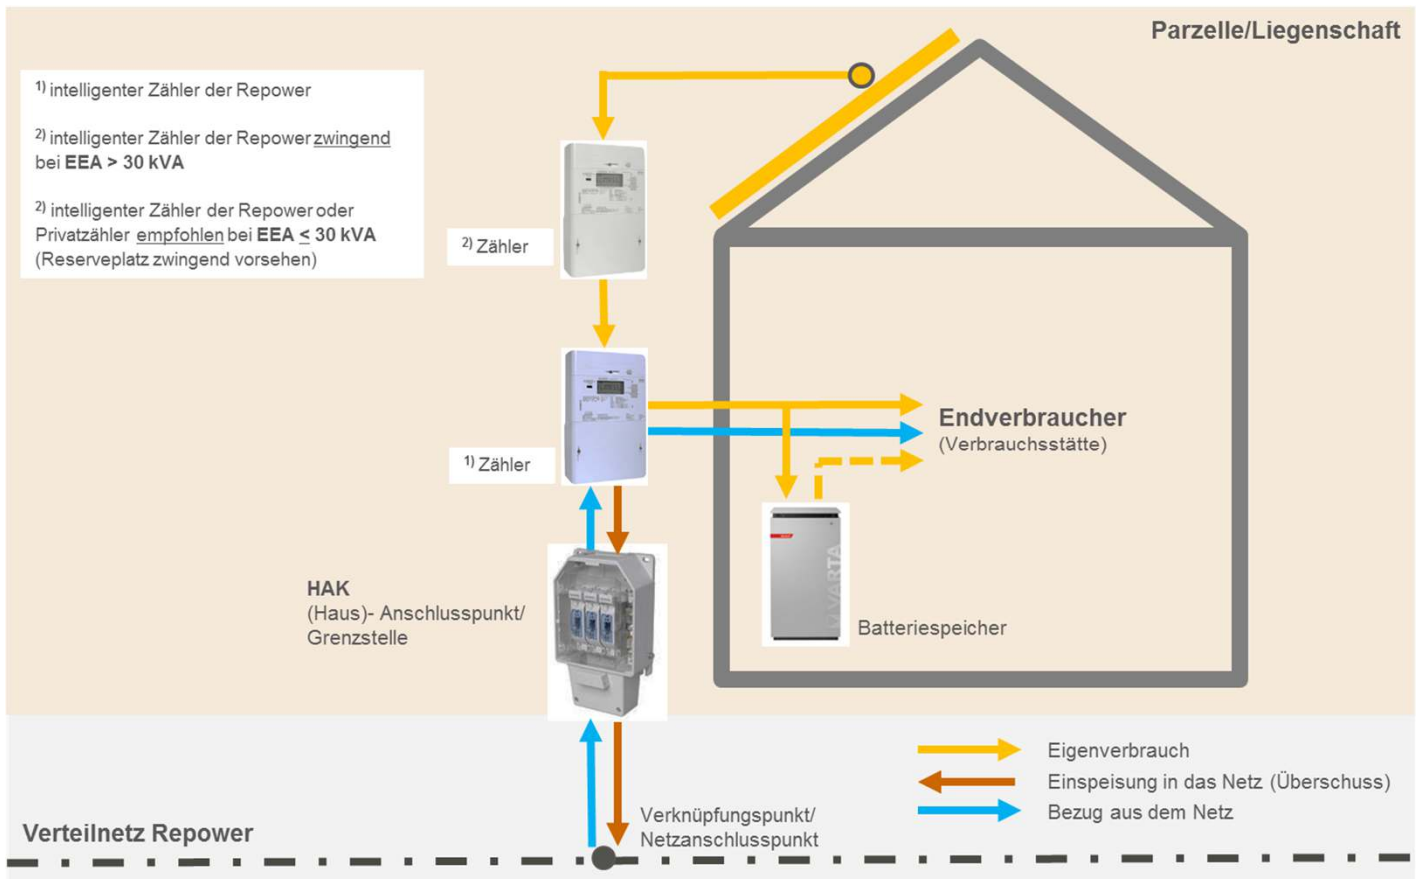 Parzelle/Liegenschaft
1) intelligenter Zähler der Repower
2) intelligenter Zähler der Repower zwingend
bei EEA > 30 kVA
2) intelligenter Zähler der Repower oder
Privatzähler empfohlen bei EEA ≤ 30 kVA
(Reserveplatz zwingend vorsehen)
2) Zähler
1) Zähler
Endverbraucher
(Verbrauchsstätte)
VARTA
Batteriespeicher
HAK
(Haus)- Anschlusspunkt/
Grenzstelle
Eigenverbrauch
Einspeisung in das Netz (Überschuss)
Bezug aus dem Netz
Verknüpfungspunkt/
Netzanschlusspunkt
Verteilnetz Repower